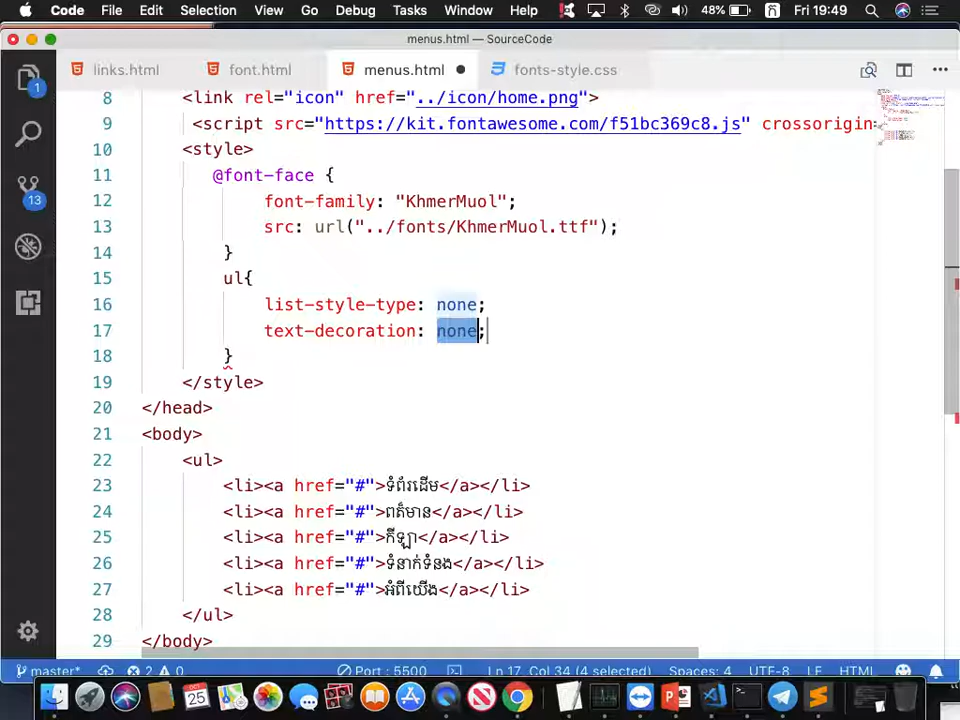 Code File Edit Selection View Go Debug Tasks Window Help 48% Fri 19:49
menus.html — SourceCode
links.html font.html menus.html fonts-style.css
8 <link rel="icon" href="../icon/home.png">
9 <script src="https://kit.fontawesome.com/f51bc369c8.js" crossorigin=
10 <style>
11 @font-face {
12 font-family: "KhmerMuol";
13 src: url("../fonts/KhmerMuol.ttf");
14 }
15 ul{
16 list-style-type: none;
17 text-decoration: none;
18 }
19 </style>
20 </head>
21 <body>
22 <ul>
23 <li><a href="#">ទំព័រដើម</a></li>
24 <li><a href="#">ពត៌មាន</a></li>
25 <li><a href="#">កីឡា</a></li>
26 <li><a href="#">ទំនាក់ទំនង</a></li>
27 <li><a href="#">អំពីយើង</a></li>
28 </ul>
29 </body>
1
13
master* 2 0 Port : 5500 Ln 17, Col 34 (4 selected) Spaces: 4 UTF-8 LF HTML
25